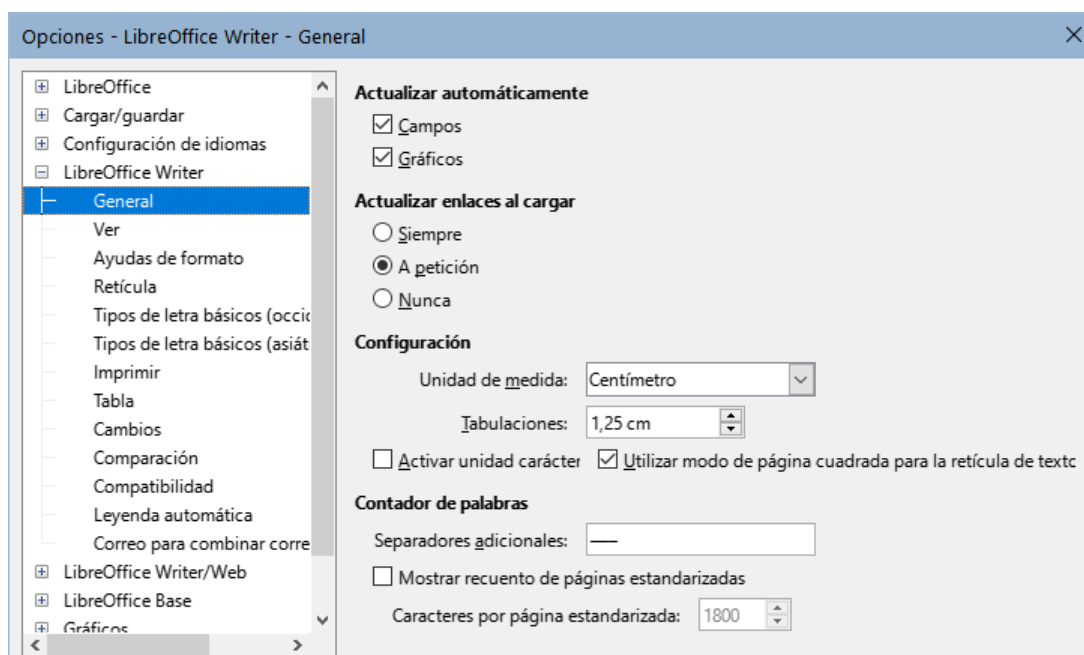 Opciones - LibreOffice Writer - General
LibreOffice
Cargar/guardar
Configuración de idiomas
LibreOffice Writer
General
Ver
Ayudas de formato
Retícula
Tipos de letra básicos (occid
Tipos de letra básicos (asiát
Imprimir
Tabla
Cambios
Comparación
Compatibilidad
Leyenda automática
Correo para combinar corre
LibreOffice Writer/Web
LibreOffice Base
Gráficos
Actualizar automáticamente
Campos
Gráficos
Actualizar enlaces al cargar
Siempre
A petición
Nunca
Configuración
Unidad de medida: Centímetro
Tabulaciones: 1,25 cm
Activar unidad carácter Utilizar modo de página cuadrada para la retícula de texto
Contador de palabras
Separadores adicionales: —–
Mostrar recuento de páginas estandarizadas
Caracteres por página estandarizada: 1800